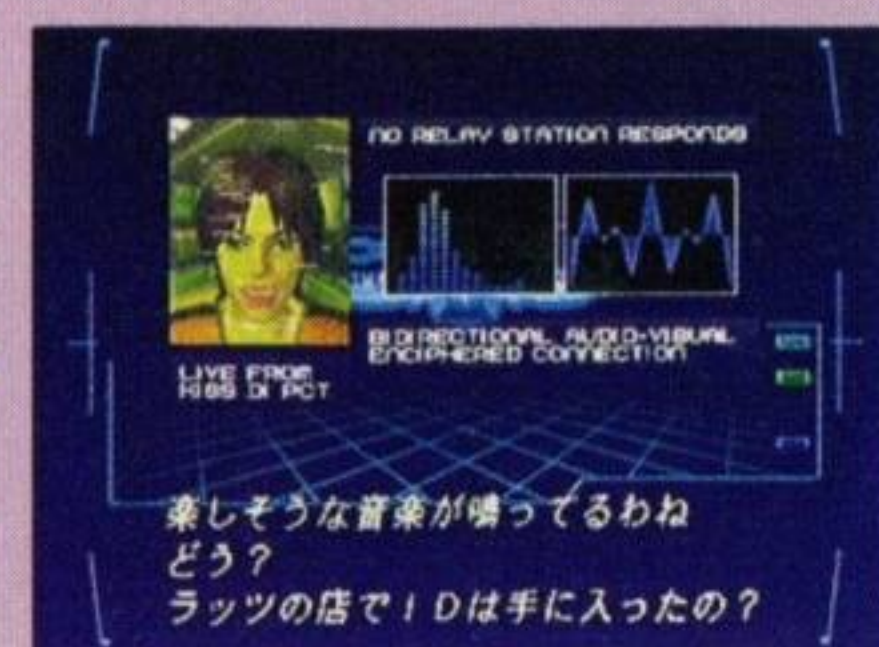 NO RELAY STATION RESPONDS
BIDIRECTIONAL AUDIO-VISUAL
ENCIPHERED CONNECTION
LIVE FROM
楽しそうな音楽が鳴ってるわね
どう?
ラッツの店でIDは手に入ったの?